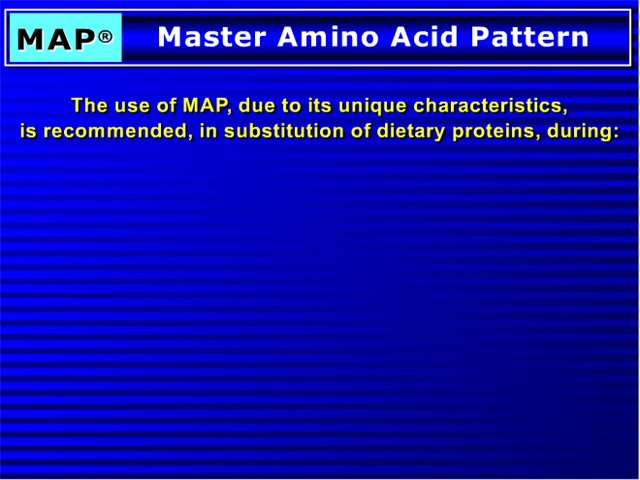 MAP® Master Amino Acid Pattern
The use of MAP, due to its unique characteristics,
is recommended, in substitution of dietary proteins, during: